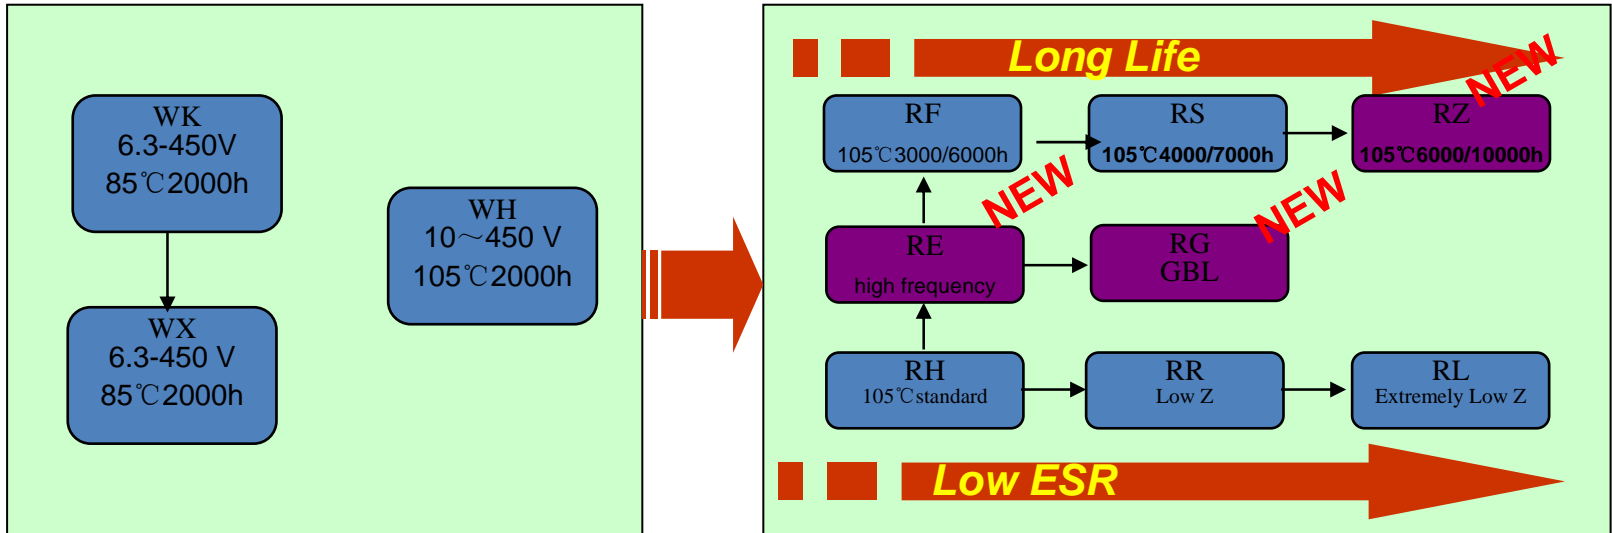 WK
6.3-450V
85℃2000h
WX
6.3-450 V
85℃2000h
WH
10～450 V
105℃2000h
Long Life
NEW
RF
105℃3000/6000h
RS
105℃4000/7000h
RZ
105℃6000/10000h
NEW
NEW
RE
high frequency
RG
GBL
RH
105℃standard
RR
Low Z
RL
Extremely Low Z
Low ESR